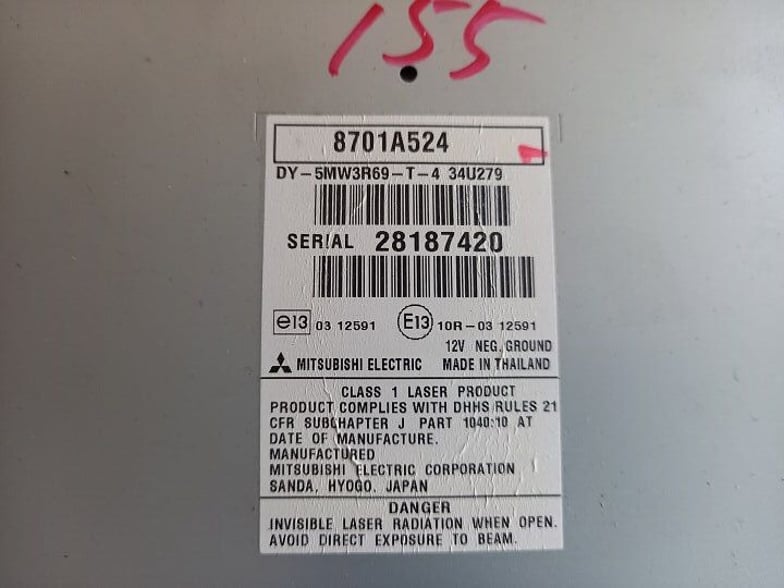 155
8701A524
DY-5MW3R69-T-4 34U279
SERIAL 28187420
e13 03 12591 E13 10R-03 12591
12V NEG. GROUND
MITSUBISHI ELECTRIC MADE IN THAILAND
CLASS 1 LASER PRODUCT
PRODUCT COMPLIES WITH DHHS RULES 21
CFR SUBCHAPTER J PART 1040:10 AT
DATE OF MANUFACTURE.
MANUFACTURED
MITSUBISHI ELECTRIC CORPORATION
SANDA, HYOGO, JAPAN
DANGER
INVISIBLE LASER RADIATION WHEN OPEN.
AVOID DIRECT EXPOSURE TO BEAM.